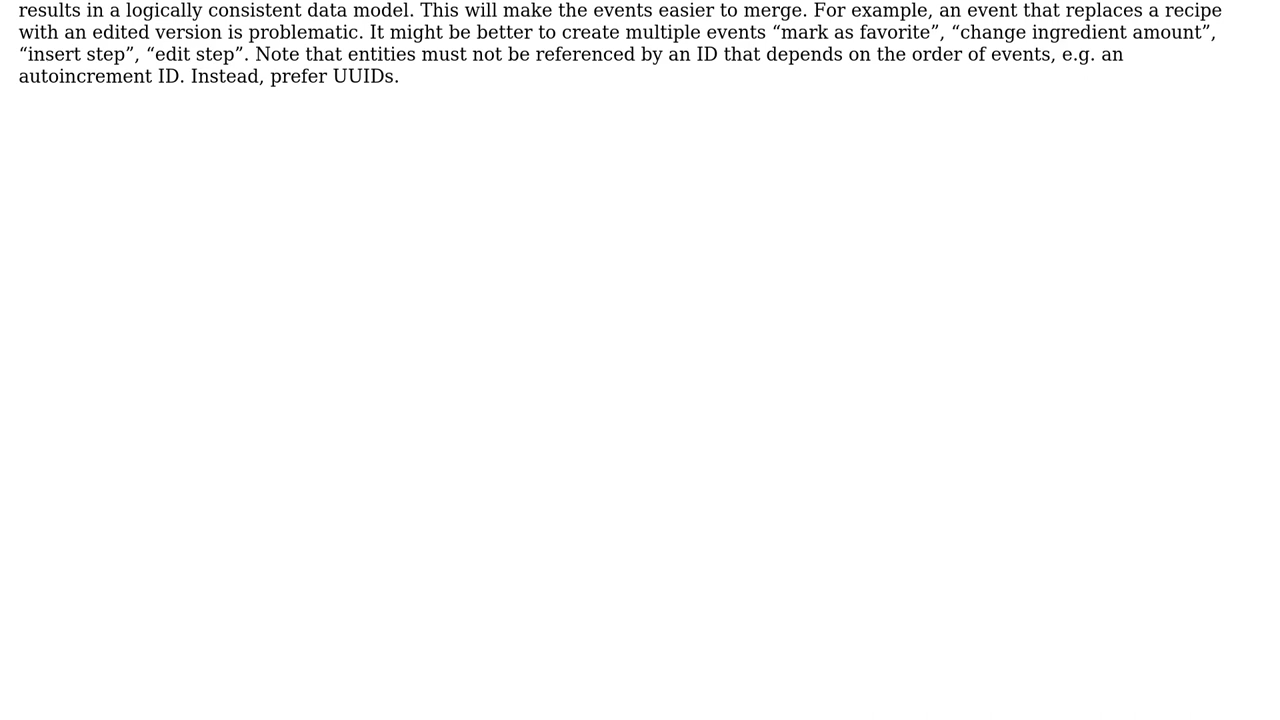 results in a logically consistent data model. This will make the events easier to merge. For example, an event that replaces a recipe
with an edited version is problematic. It might be better to create multiple events “mark as favorite”, “change ingredient amount”,
“insert step”, “edit step”. Note that entities must not be referenced by an ID that depends on the order of events, e.g. an
autoincrement ID. Instead, prefer UUIDs.